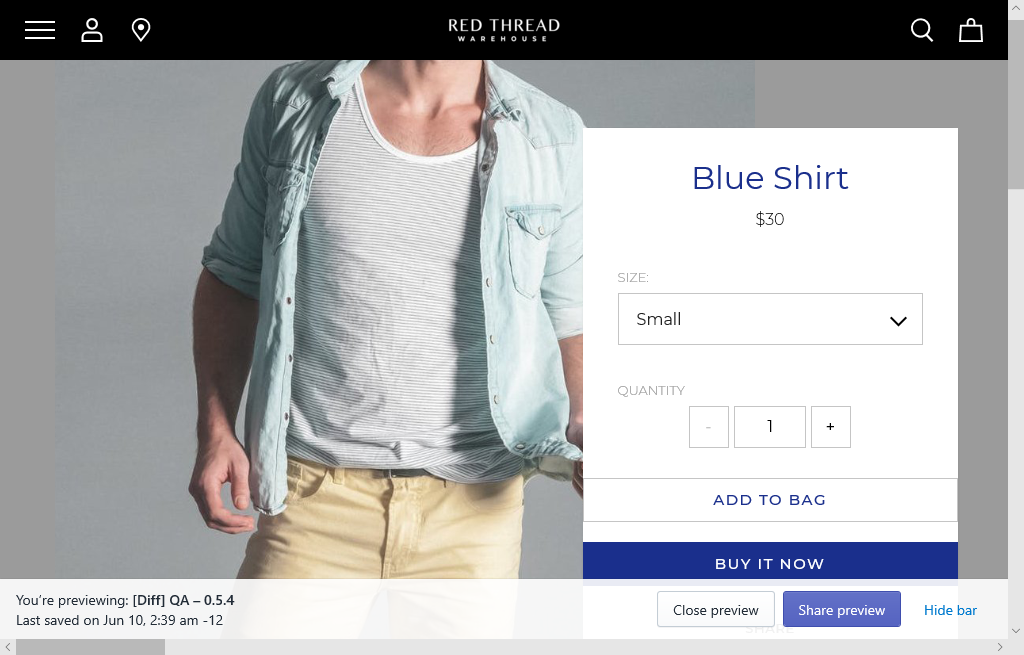 RED THREAD
WAREHOUSE
Blue Shirt
$30
SIZE:
Small
QUANTITY
- 1 +
ADD TO BAG
BUY IT NOW
SHARE
You're previewing: [Diff] QA – 0.5.4
Last saved on Jun 10, 2:39 am -12
Close preview
Share preview
Hide bar